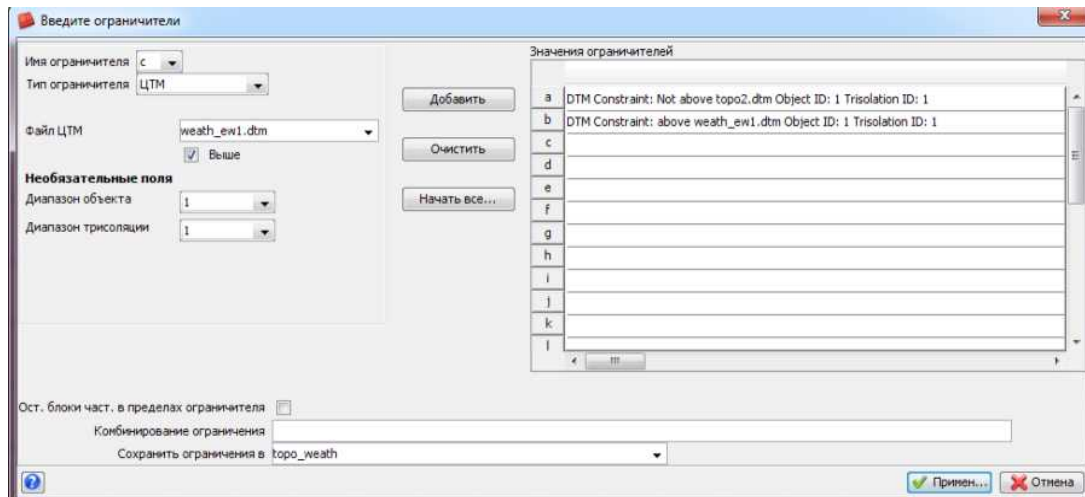 Введите ограничители
Имя ограничителя c
Тип ограничителя ЦТМ
Файл ЦТМ weath_ew1.dtm
Выше
Необязательные поля
Диапазон объекта 1
Диапазон трисоляции 1
Добавить
Очистить
Начать все...
Значения ограничителей
a DTM Constraint: Not above topo2.dtm Object ID: 1 Trisolation ID: 1
b DTM Constraint: above weath_ew1.dtm Object ID: 1 Trisolation ID: 1
c
d
e
f
g
h
i
j
k
l
Ост. блоки част. в пределах ограничителя
Комбинирование ограничения
Сохранить ограничения в topo_weath
Примен... Отмена